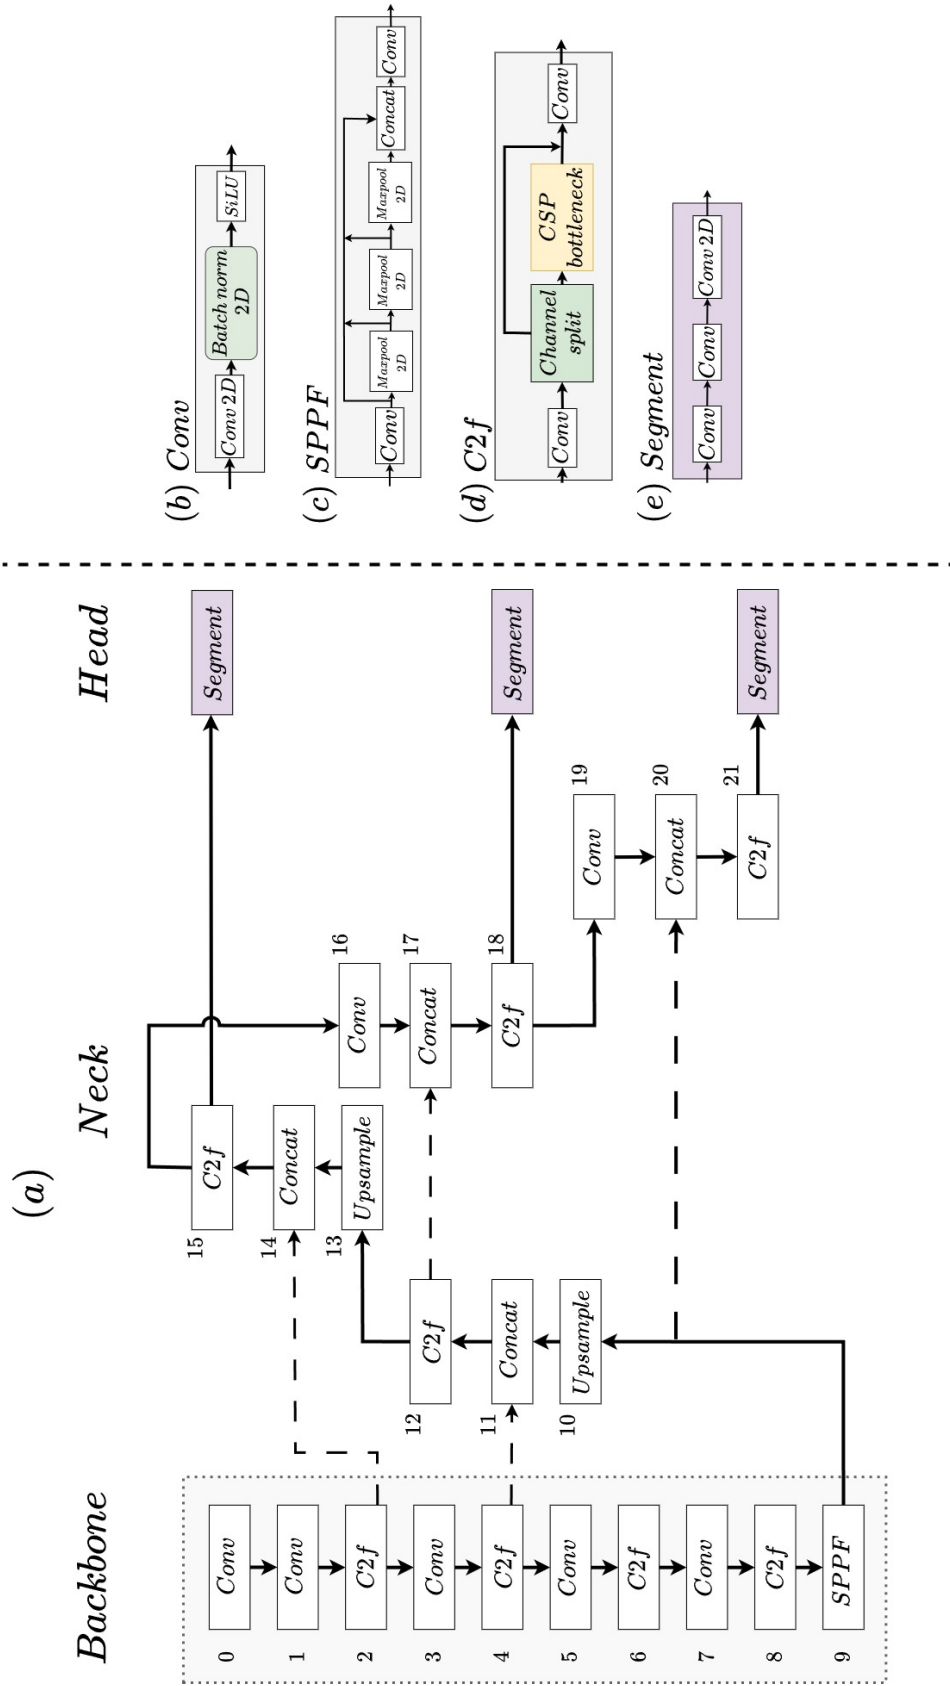 (a)
Backbone
Neck
Head
0
Conv
1
Conv
2
C2f
3
Conv
4
C2f
5
Conv
6
C2f
7
Conv
8
C2f
9
SPPF
10
Upsample
11
Concat
12
C2f
13
Upsample
14
Concat
15
C2f
16
Conv
17
Concat
18
C2f
19
Conv
20
Concat
21
C2f
Segment
Segment
Segment
(b) Conv
Conv 2D
Batch norm
2D
SiLU
(c) SPPF
Conv
Maxpool
2D
Maxpool
2D
Maxpool
2D
Concat
Conv
(d) C2f
Conv
Channel
split
CSP
bottleneck
Conv
(e) Segment
Conv
Conv
Conv 2D